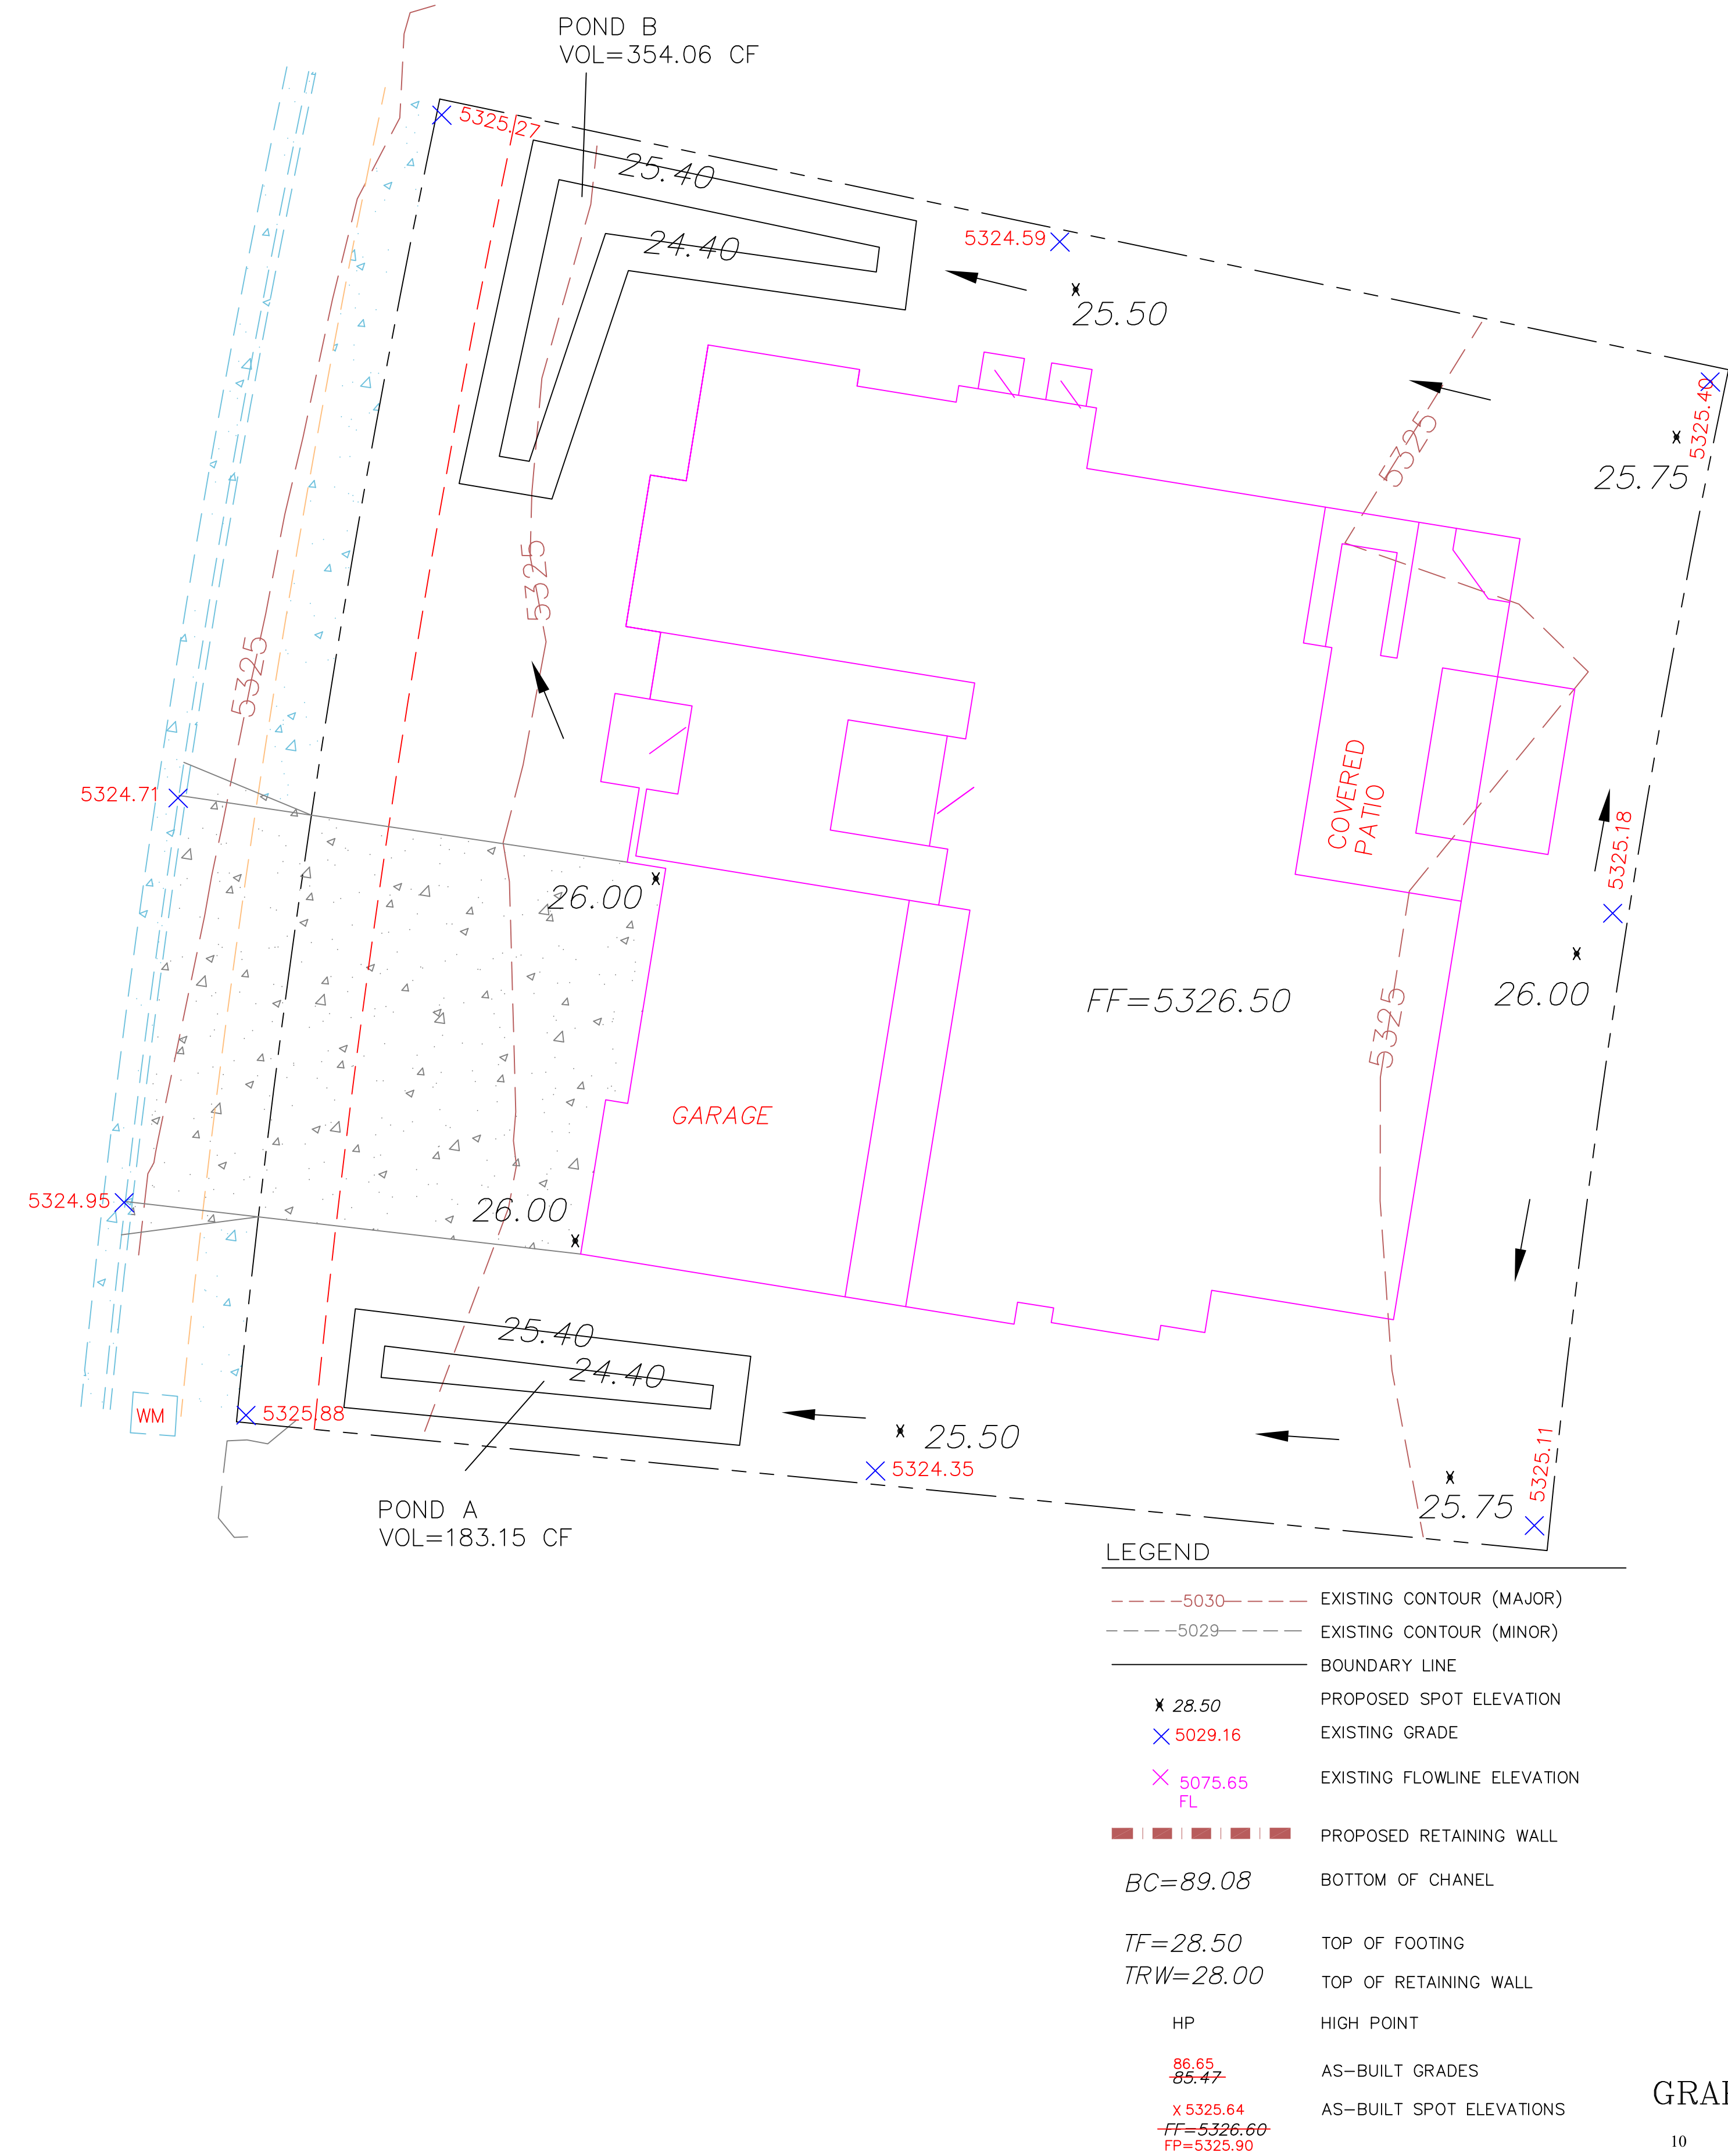 POND B
VOL=354.06 CF
5325.27
25.40
24.40
5324.59
25.50
5325.40
25.75
5325
5325
5325
5324.71
COVERED
PATIO
5325.18
26.00
FF=5326.50
26.00
5325
GARAGE
5324.95
26.00
25.40
24.40
WM
5325.88
25.50
5324.35
5325.11
25.75
POND A
VOL=183.15 CF
LEGEND
5030 EXISTING CONTOUR (MAJOR)
5029 EXISTING CONTOUR (MINOR)
BOUNDARY LINE
28.50 PROPOSED SPOT ELEVATION
5029.16 EXISTING GRADE
5075.65 EXISTING FLOWLINE ELEVATION
FL
PROPOSED RETAINING WALL
BC=89.08 BOTTOM OF CHANEL
TF=28.50 TOP OF FOOTING
TRW=28.00 TOP OF RETAINING WALL
HP HIGH POINT
86.65
85.47 AS-BUILT GRADES
X 5325.64 AS-BUILT SPOT ELEVATIONS
FF=5326.60
FP=5325.90
10